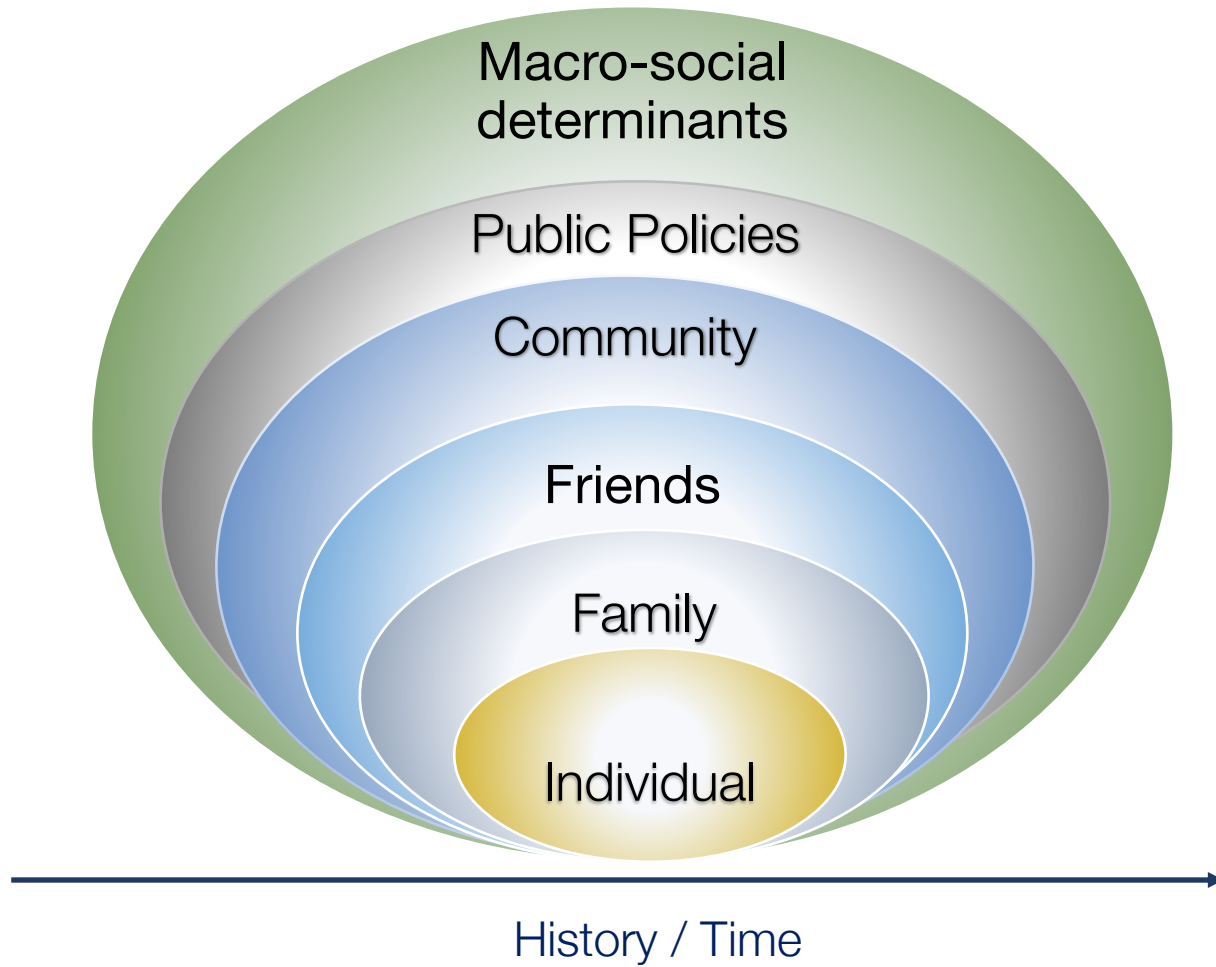 Macro-social
determinants
Public Policies
Community
Friends
Family
Individual
History / Time